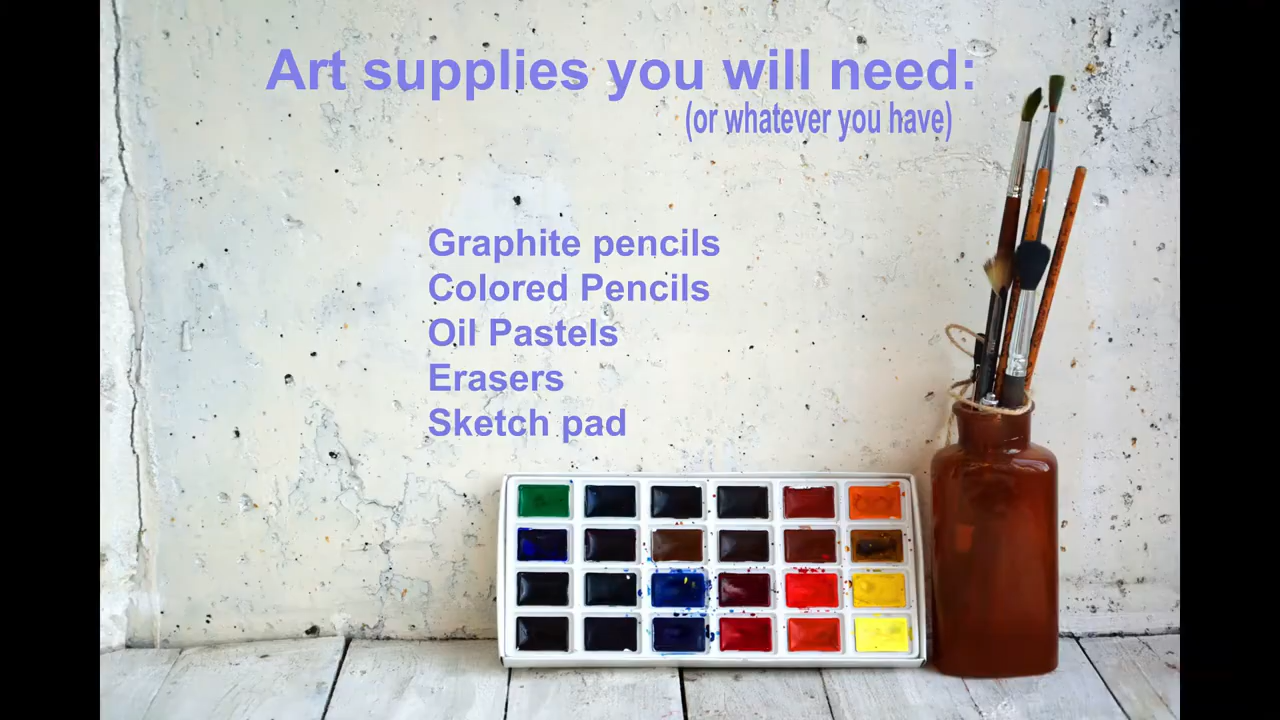 Art supplies you will need:
(or whatever you have)
Graphite pencils
Colored Pencils
Oil Pastels
Erasers
Sketch pad